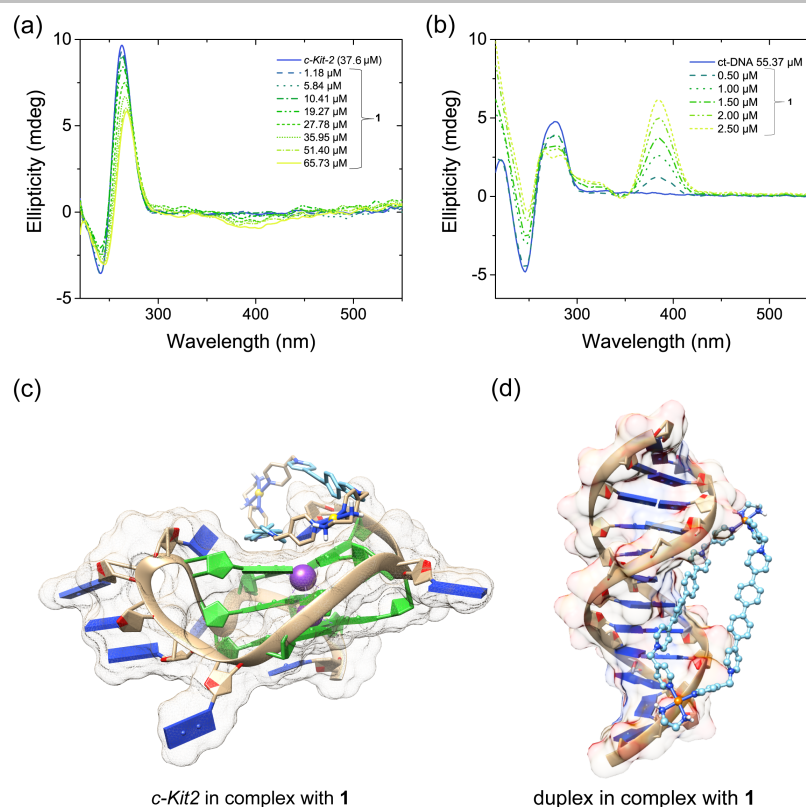 (a)
10
5
0
-5
Ellipticity (mdeg)
300
400
500
Wavelength (nm)
c-Kit-2 (37.6 µM)
1.18 µM
5.84 µM
10.41 µM
19.27 µM
27.78 µM
35.95 µM
51.40 µM
65.73 µM
1
(b)
10
5
0
-5
Ellipticity (mdeg)
300
400
500
Wavelength (nm)
ct-DNA 55.37 µM
0.50 µM
1.00 µM
1.50 µM
2.00 µM
2.50 µM
1
(c)
c-Kit2 in complex with 1
(d)
duplex in complex with 1